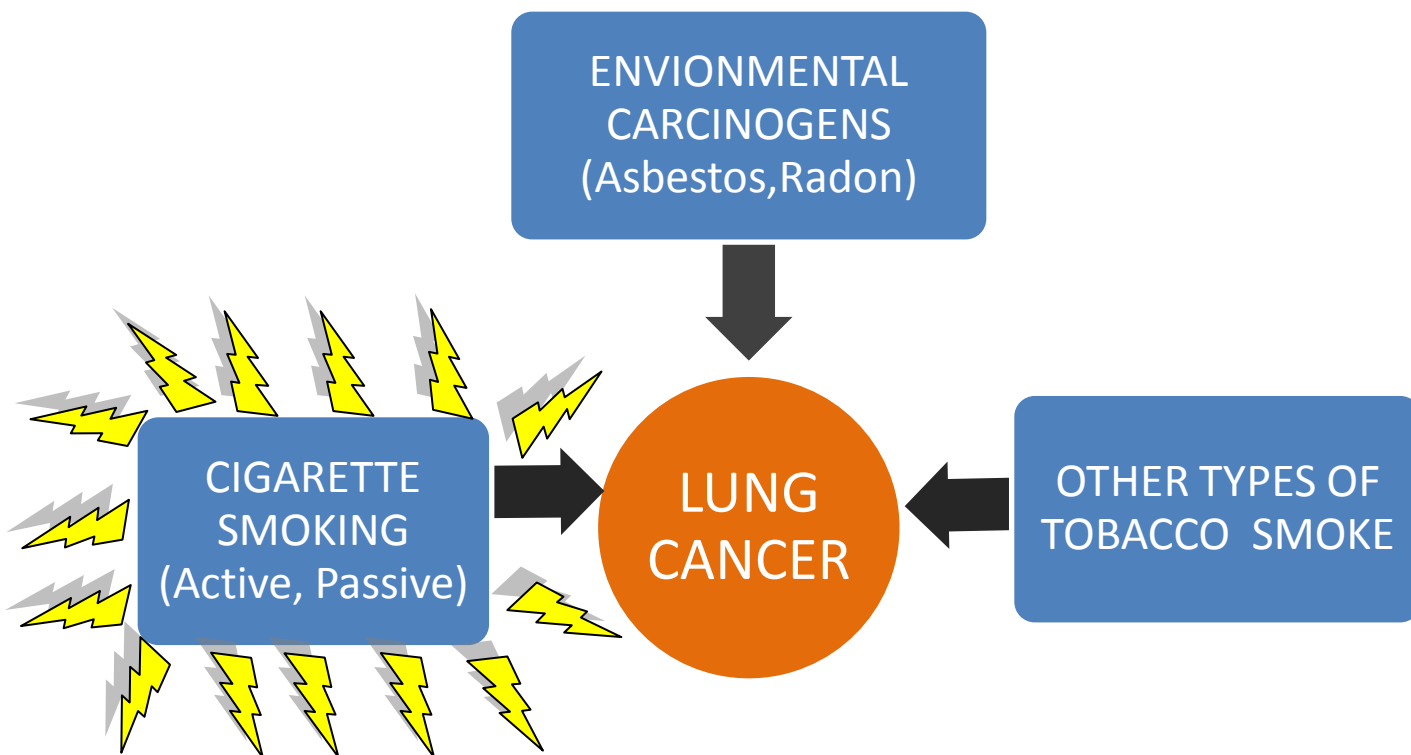 ENVIONMENTAL
CARCINOGENS
(Asbestos,Radon)
CIGARETTE
SMOKING
(Active, Passive)
LUNG
CANCER
OTHER TYPES OF
TOBACCO  SMOKE